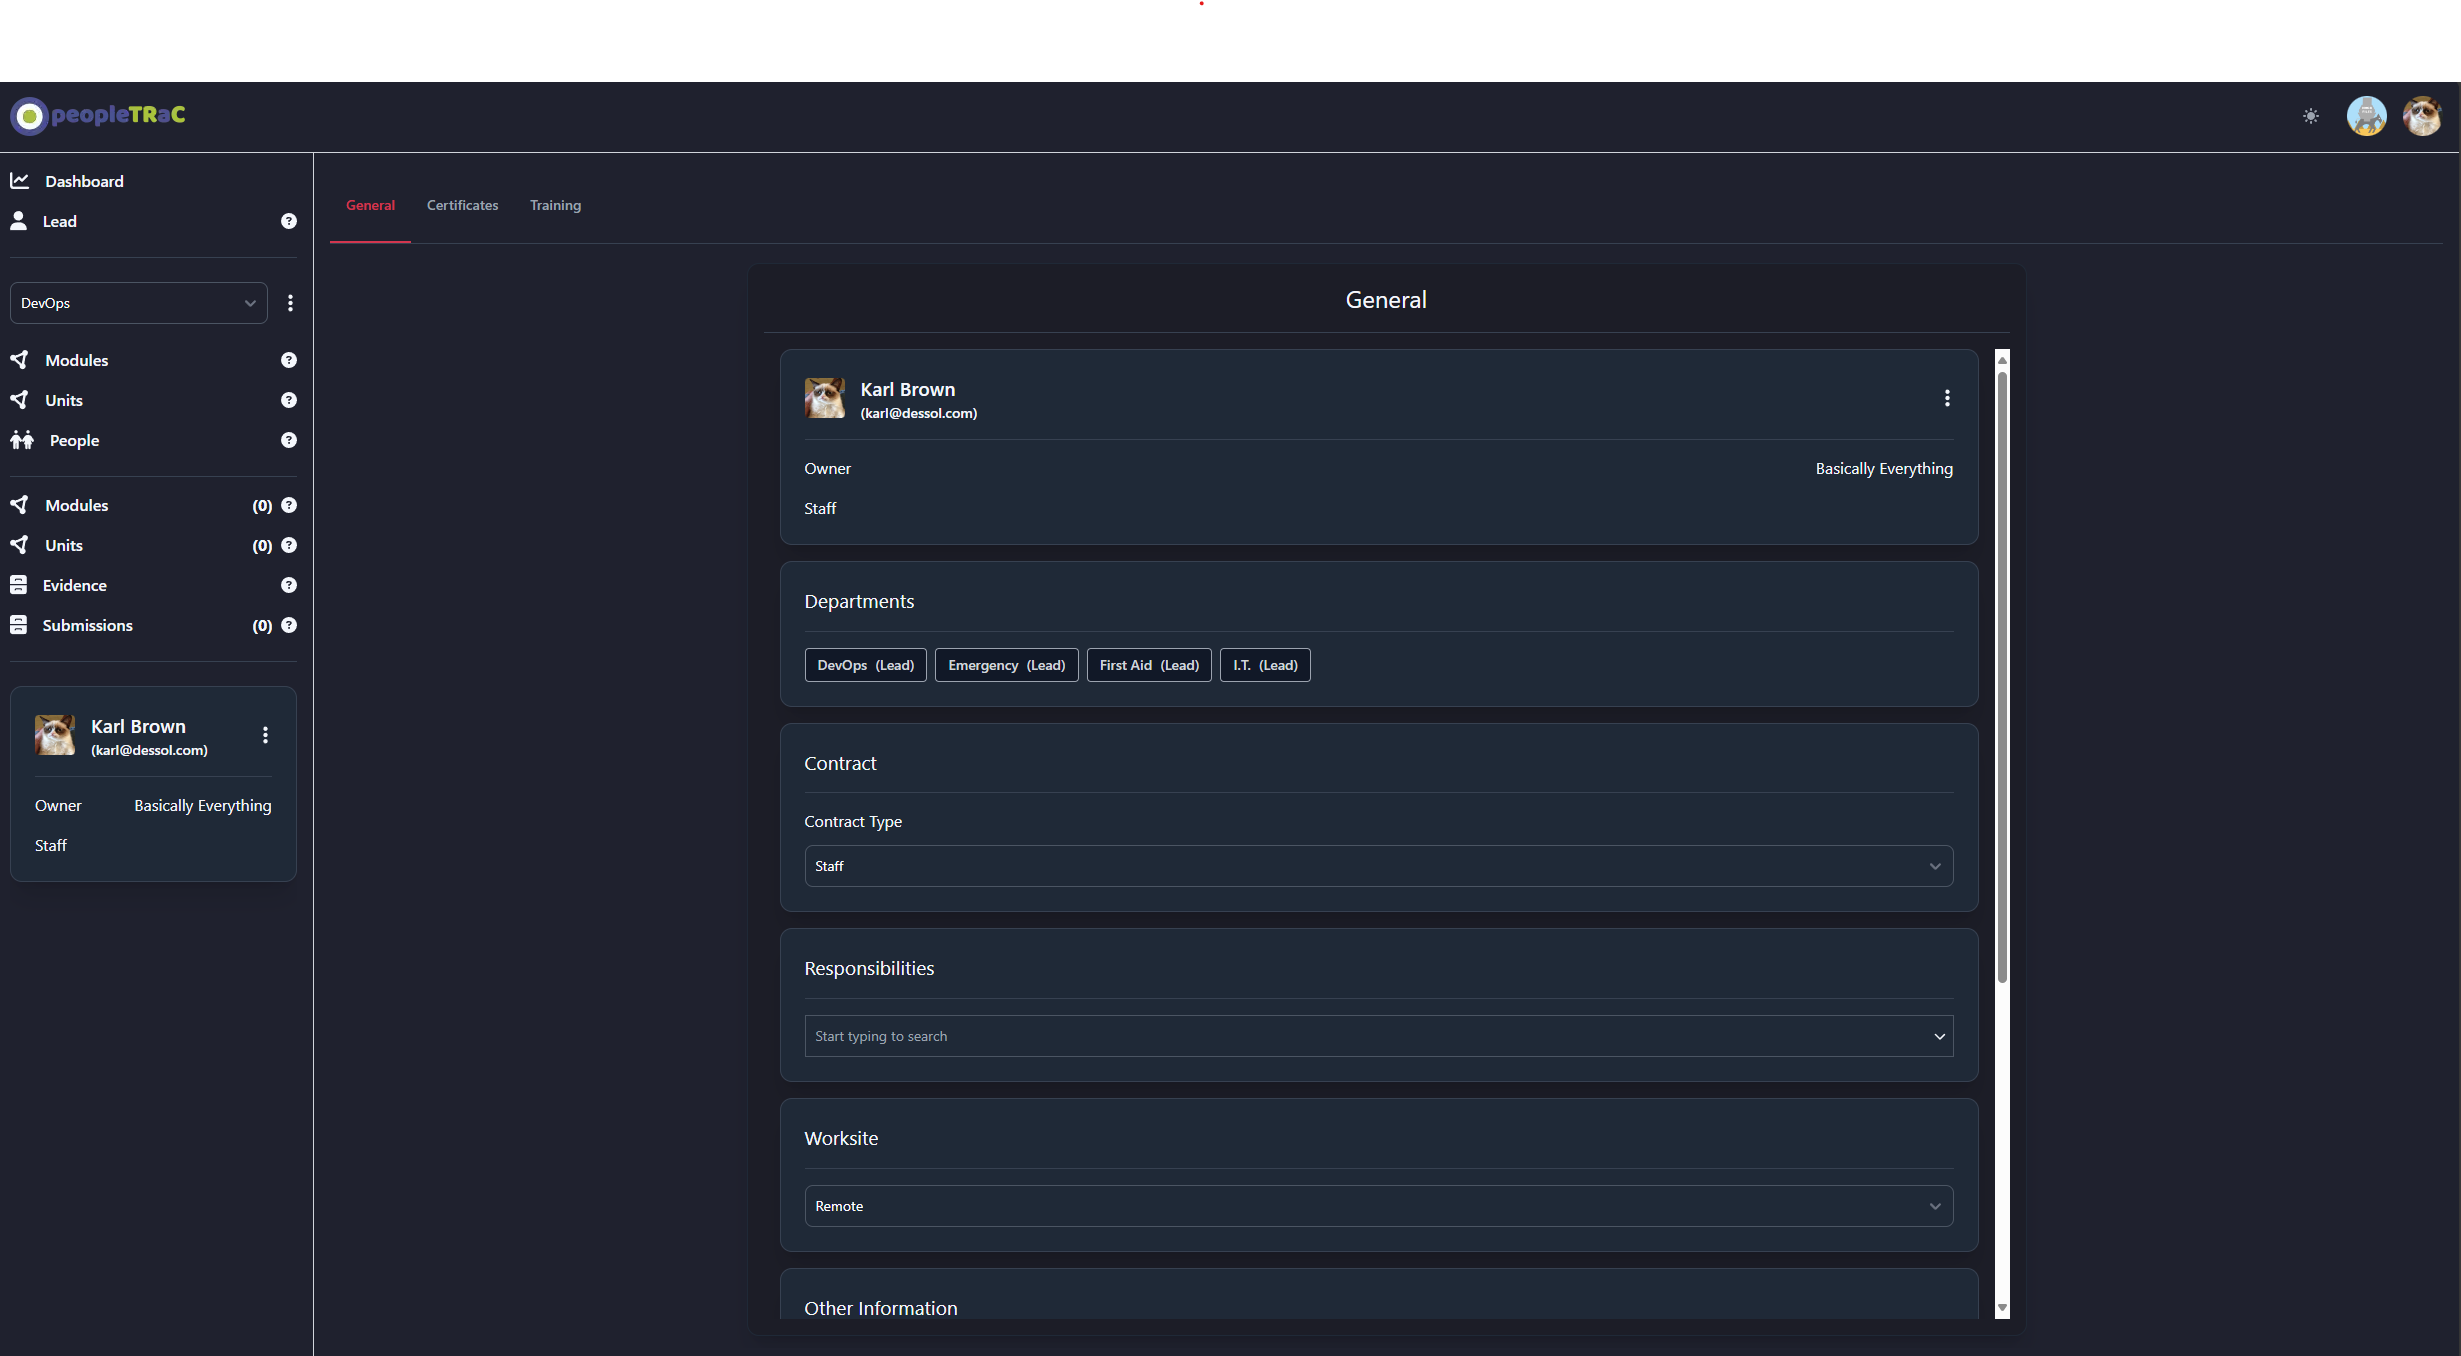 peopleTRaC
Dashboard
Lead
DevOps
Modules
Units
People
Modules (0)
Units (0)
Evidence
Submissions (0)
Karl Brown
(karl@dessol.com)
Owner Basically Everything
Staff
General Certificates Training
General
Karl Brown
(karl@dessol.com)
Owner Basically Everything
Staff
Departments
DevOps (Lead) Emergency (Lead) First Aid (Lead) I.T. (Lead)
Contract
Contract Type
Staff
Responsibilities
Start typing to search
Worksite
Remote
Other Information